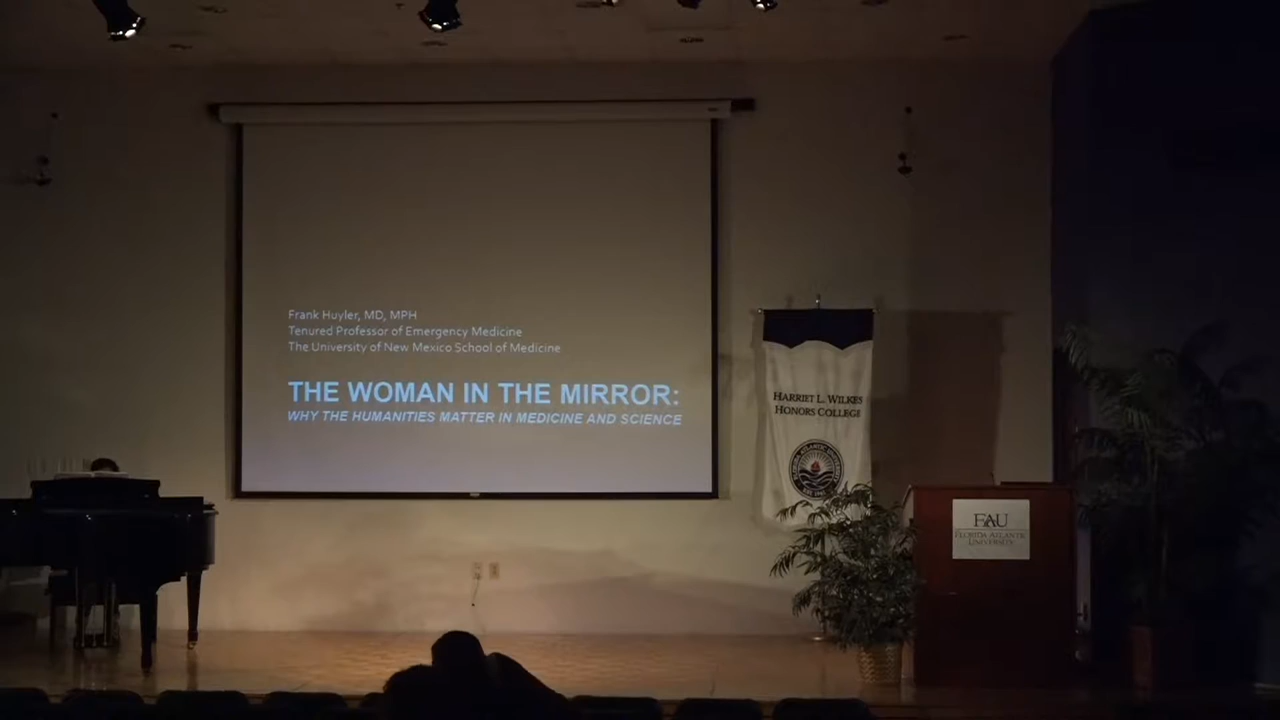 Frank Huyler, MD, MPH
Tenured Professor of Emergency Medicine
The University of New Mexico School of Medicine
THE WOMAN IN THE MIRROR:
WHY THE HUMANITIES MATTER IN MEDICINE AND SCIENCE
HARRIET L. WILKES
HONORS COLLEGE
FAU
FLORIDA ATLANTIC
UNIVERSITY